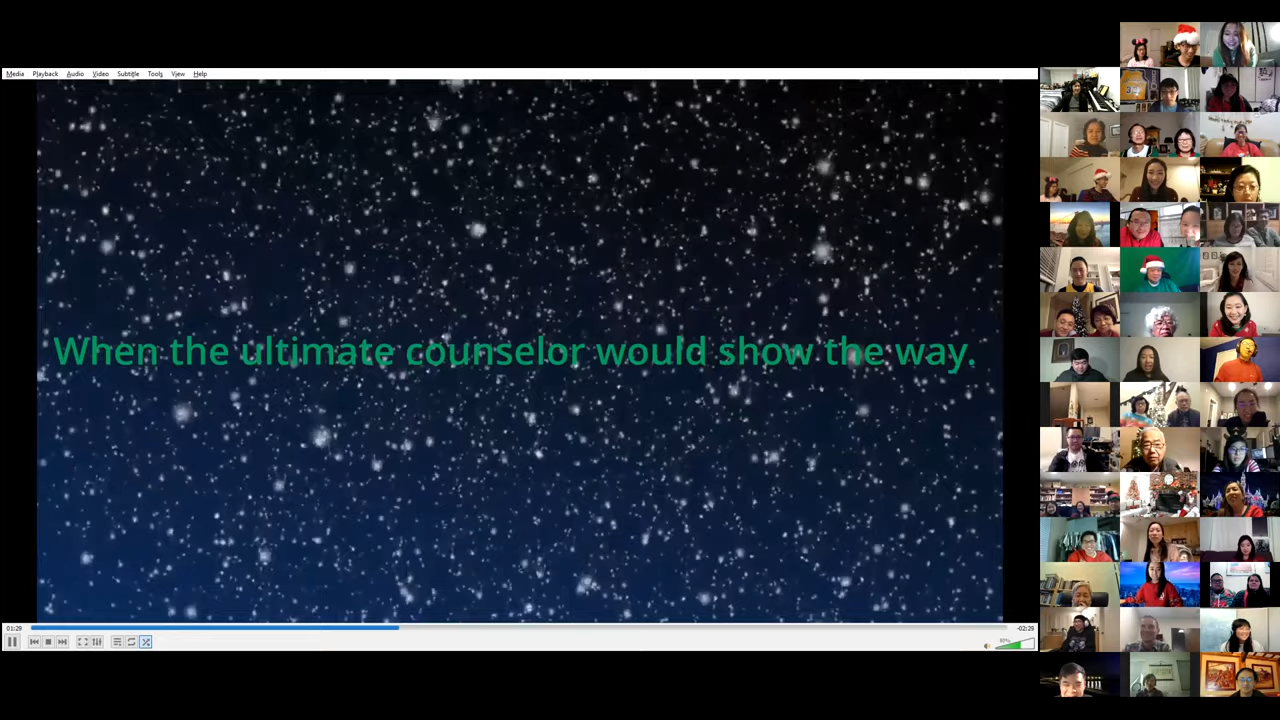 Media Playback Audio Video Subtitle Tools View Help
When the ultimate counselor would show the way.
01:29
-02:29
80%